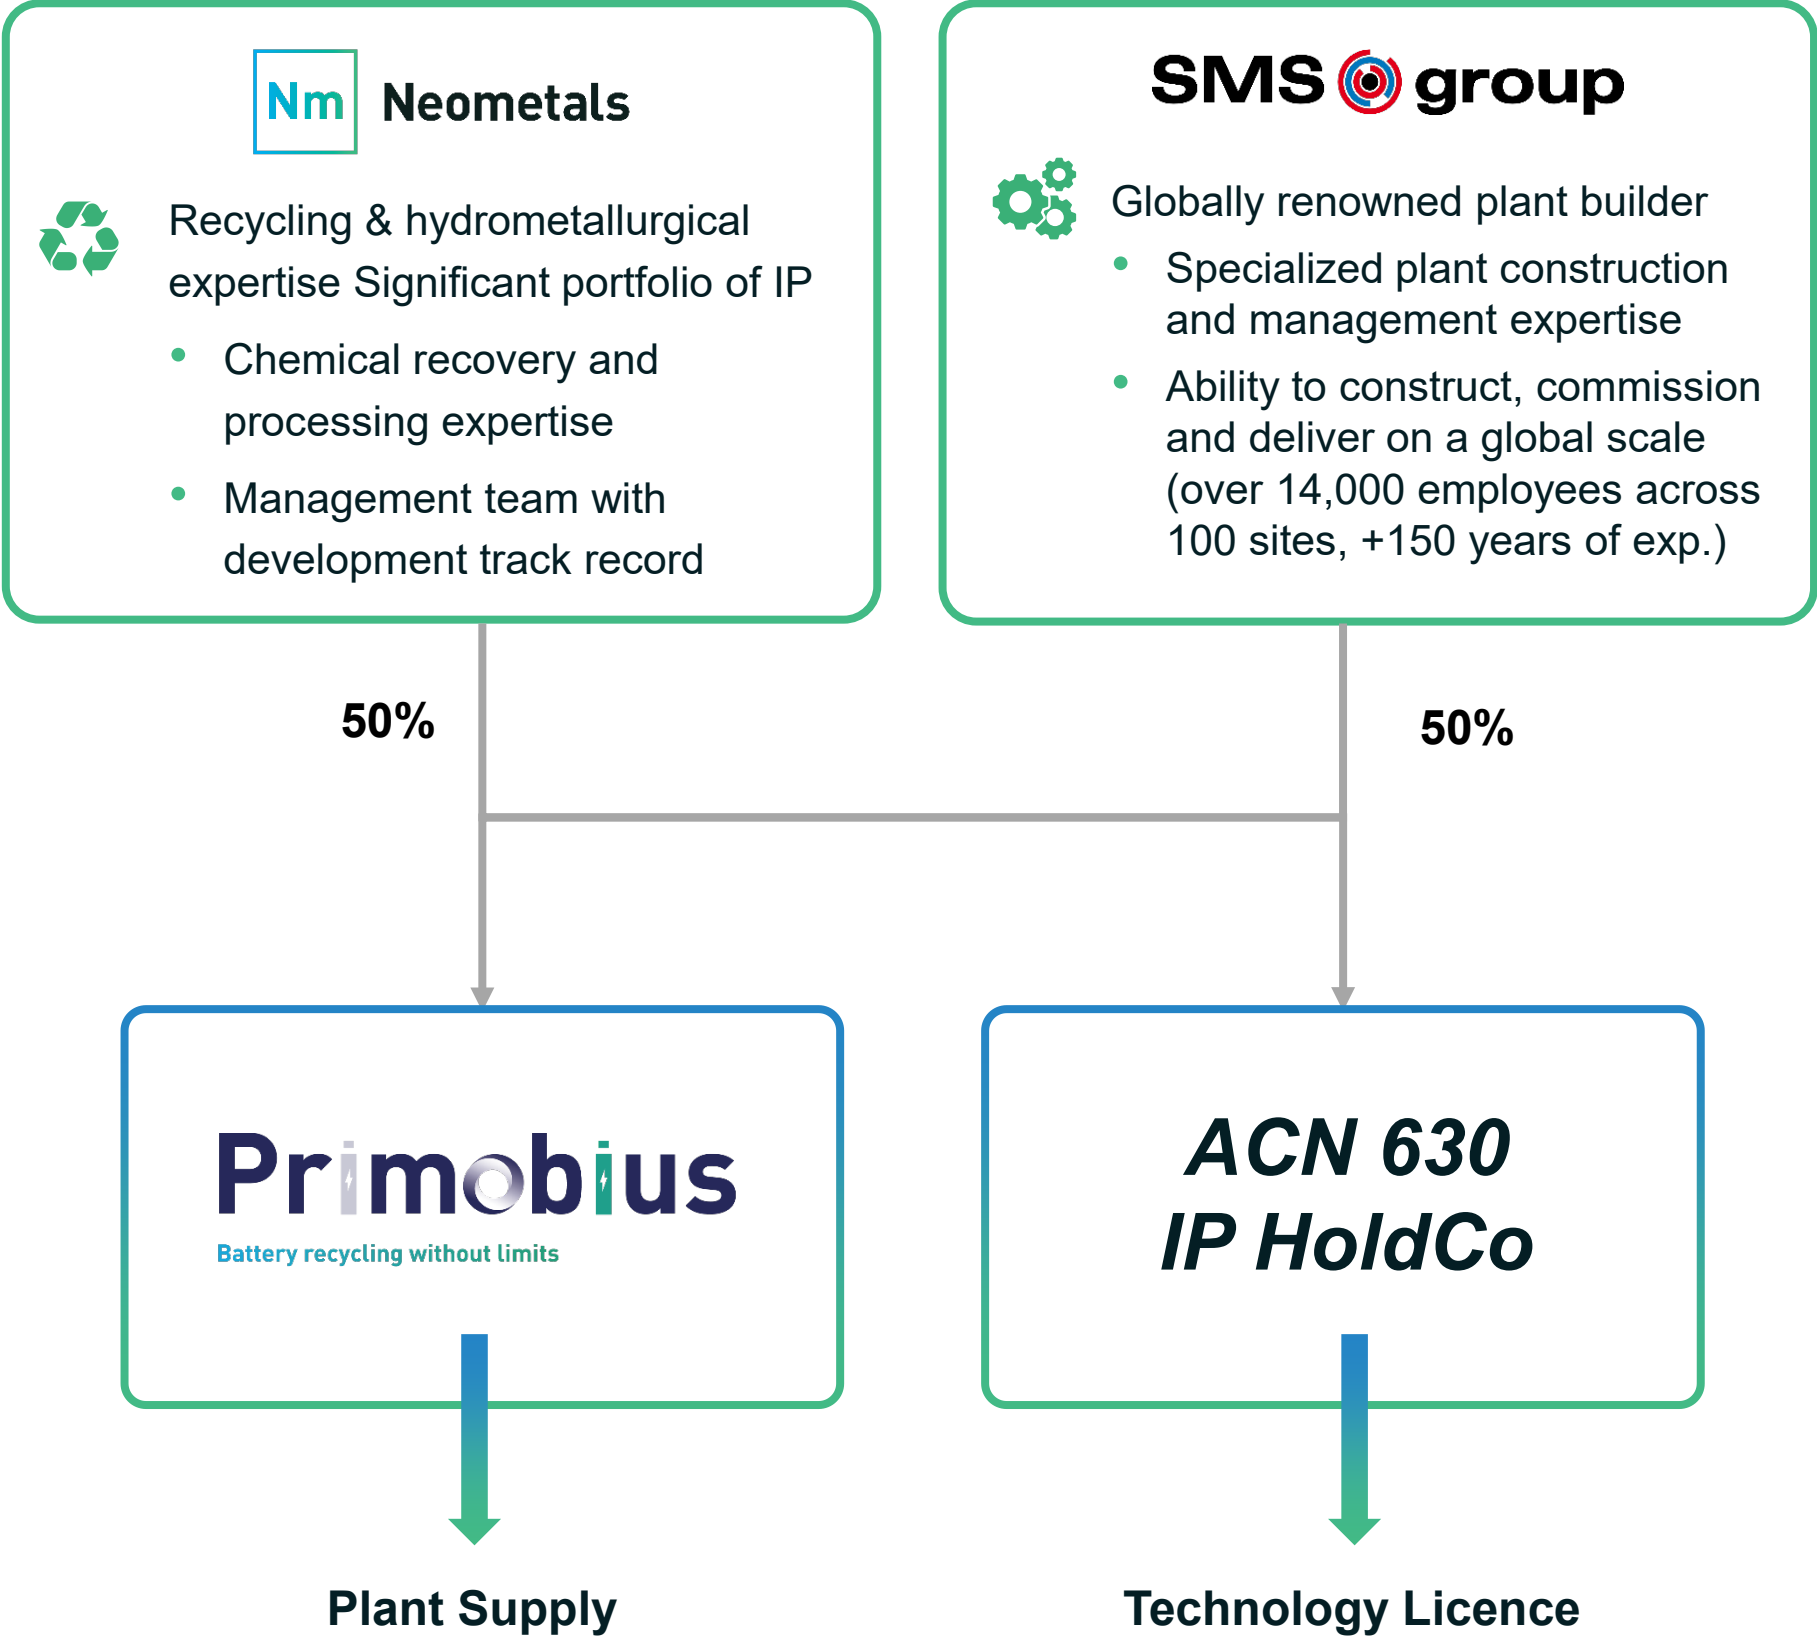 Nm Neometals
Recycling & hydrometallurgical
expertise Significant portfolio of IP
• Chemical recovery and
processing expertise
• Management team with
development track record
SMS group
Globally renowned plant builder
• Specialized plant construction
and management expertise
• Ability to construct, commission
and deliver on a global scale
(over 14,000 employees across
100 sites, +150 years of exp.)
50%
50%
Primobius
Battery recycling without limits
ACN 630
IP HoldCo
Plant Supply
Technology Licence